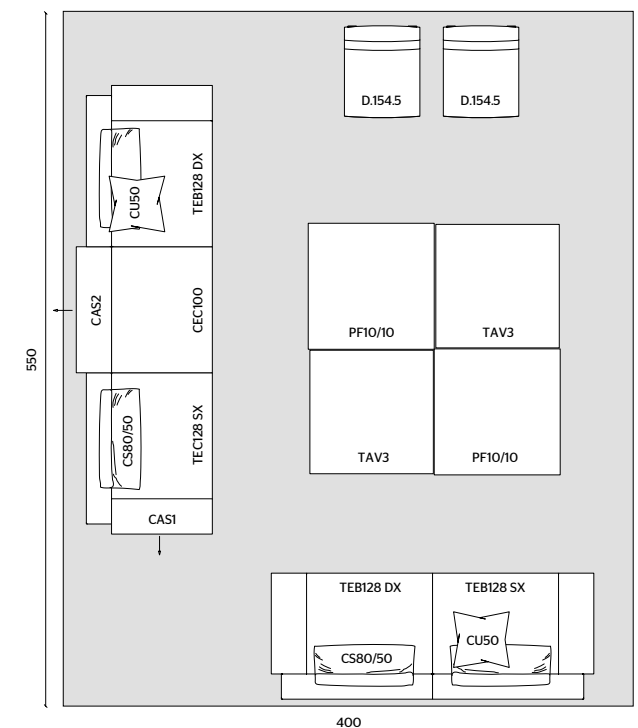 D.154.5
D.154.5
TEB128 DX
CU50
CAS2
CEC100
PF10/10
TAV3
550
CS80/50
TEC128 SX
TAV3
PF10/10
CAS1
TEB128 DX
TEB128 SX
CU50
CS80/50
400